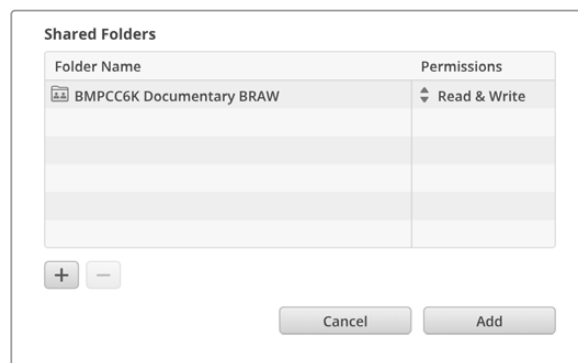 Shared Folders
Folder Name Permissions
BMPCC6K Documentary BRAW Read & Write
Cancel Add